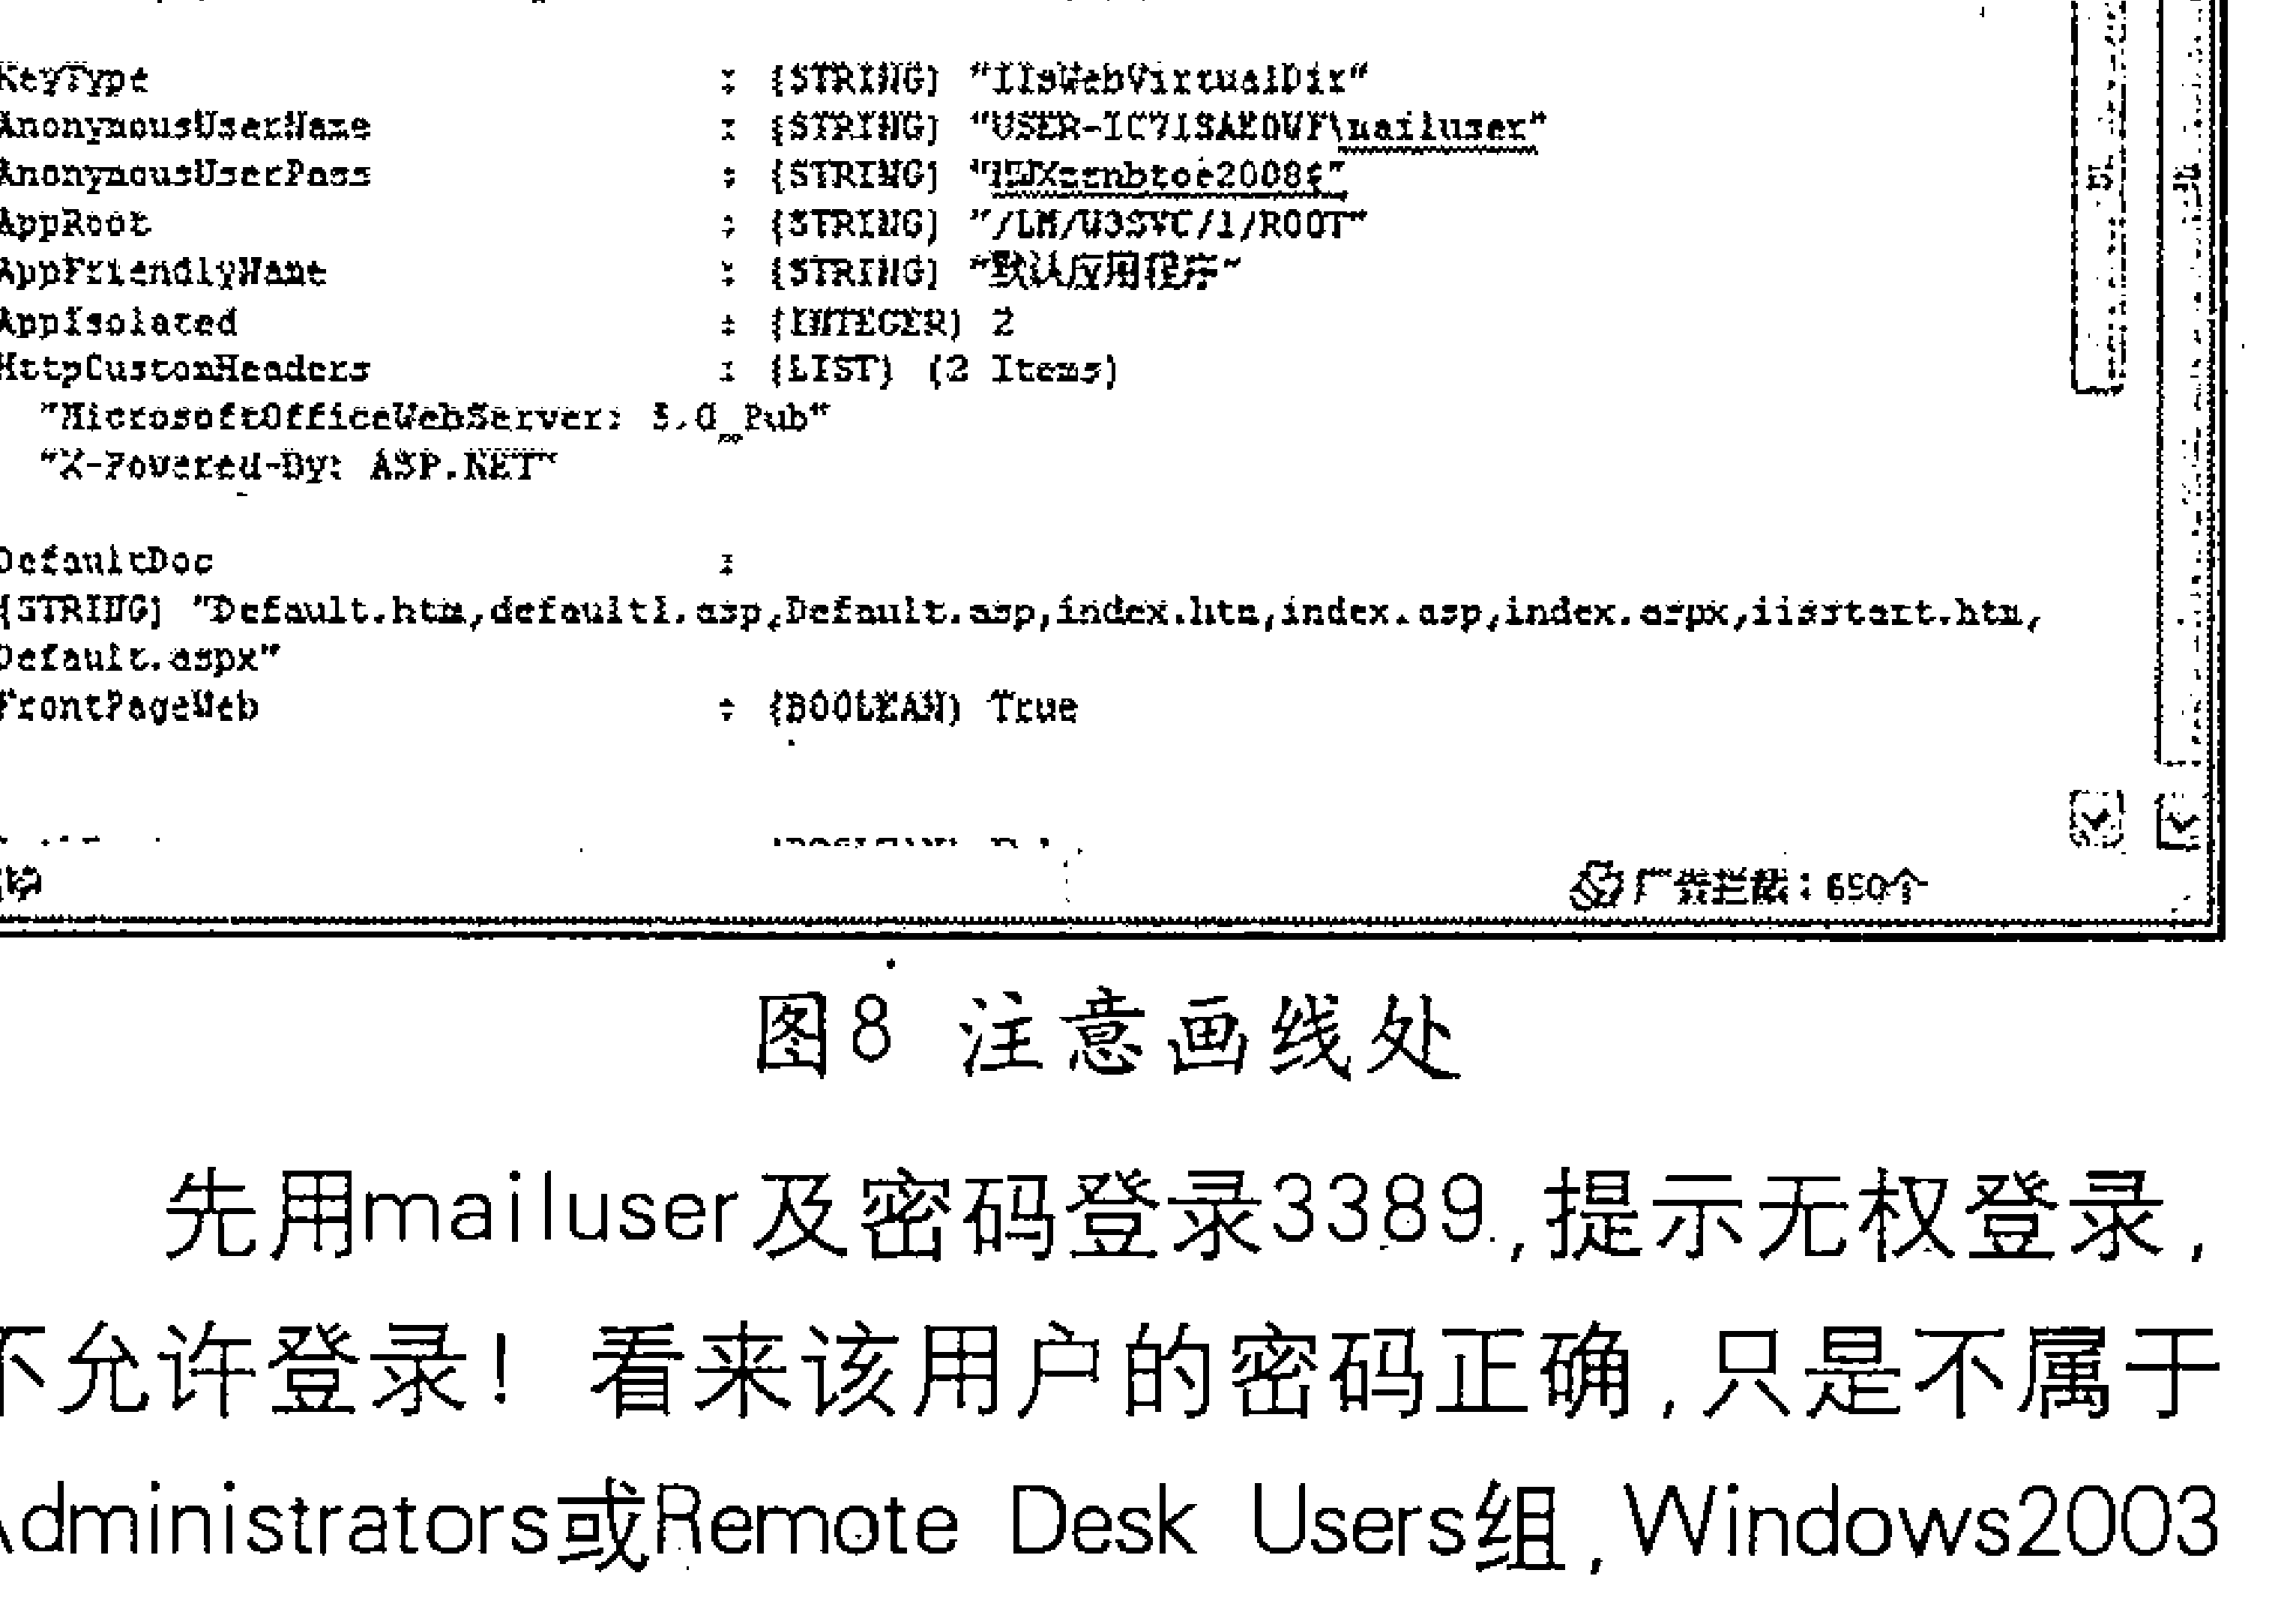 KeyType : (STRING) "IIsWebVirtualDir"
AnonymousUserName : (STRING) \mailuser"
AnonymousUserPass : (STRING)
AppRoot : (STRING) "/LM/W3SVC/1/ROOT"
AppFriendlyName : (STRING) "默认应用程序"
AppIsolated : (INTEGER) 2
HttpCustomHeaders : (LIST) (2 Items)
"MicrosoftOfficeWebServer: 5.0_Pub"
"X-Powered-By: ASP.NET"
DefaultDoc :
(STRING) "Default.htm,default1.asp,Default.asp,index.htm,index.asp,index.aspx,iisstart.htm,
Default.aspx"
FrontPageWeb : (BOOLEAN) True
广告拦截:690个
图8 注意画线处
先用mailuser及密码登录3389,提示无权登录,
不允许登录! 看来该用户的密码正确,只是不属于
Administrators或Remote Desk Users组,Windows2003